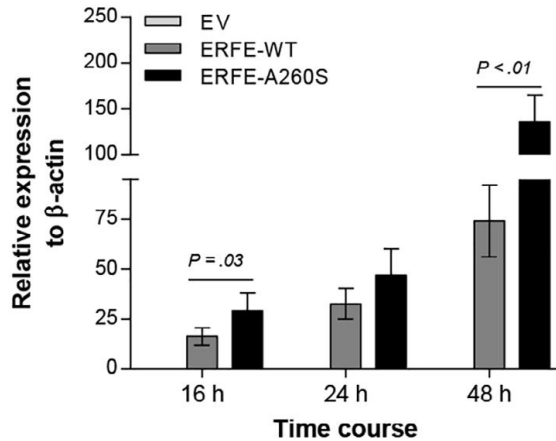 250
200
150
100
75
50
25
0
Relative expression
to β-actin
EV
ERFE-WT
ERFE-A260S
P = .03
P < .01
16 h
24 h
48 h
Time course